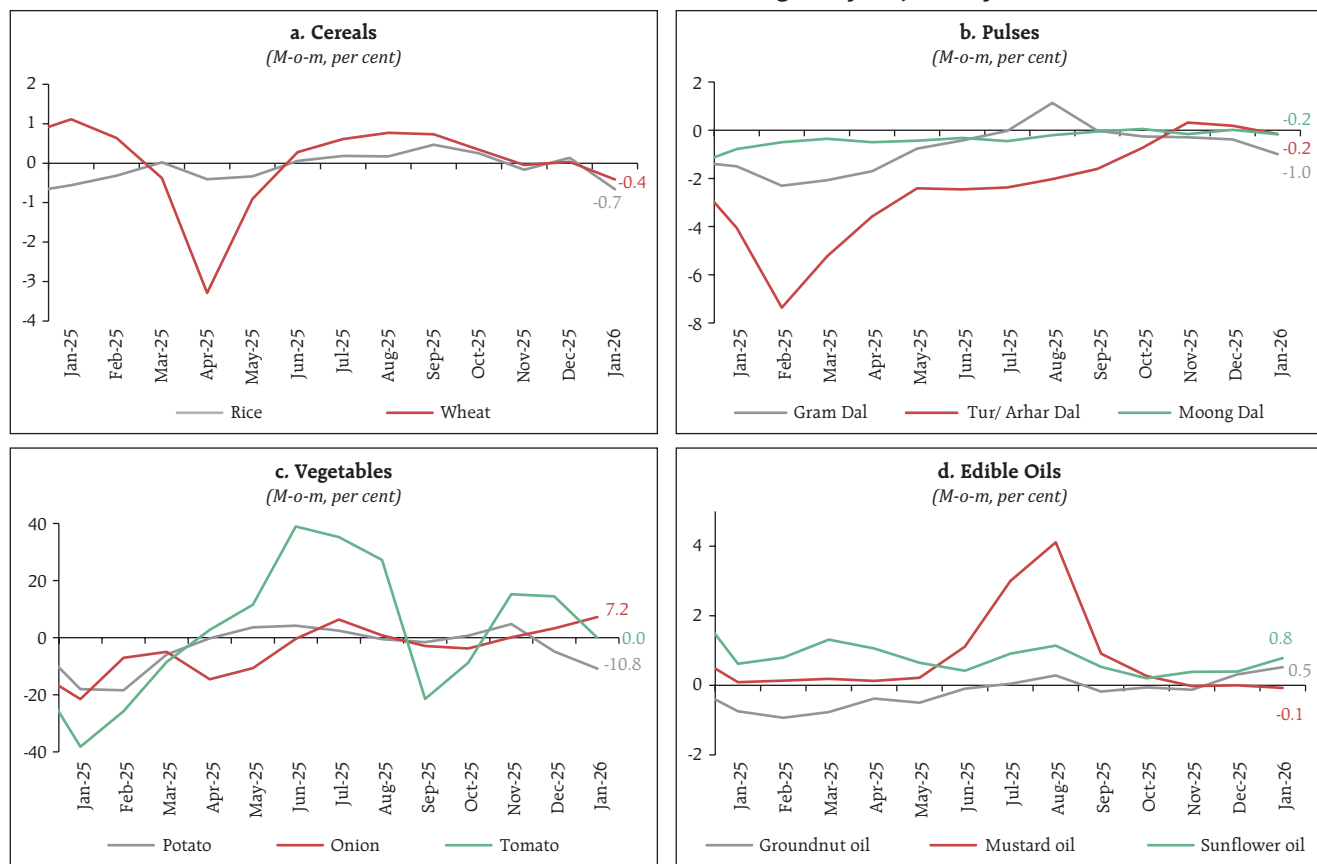 a. Cereals
(M-o-m, per cent)
2
1
0
-1
-2
-3
-4
-0.4
-0.7
Jan-25
Feb-25
Mar-25
Apr-25
May-25
Jun-25
Jul-25
Aug-25
Sep-25
Oct-25
Nov-25
Dec-25
Jan-26
Rice
Wheat
b. Pulses
(M-o-m, per cent)
2
0
-2
-4
-6
-8
-0.2
-0.2
-1.0
Jan-25
Feb-25
Mar-25
Apr-25
May-25
Jun-25
Jul-25
Aug-25
Sep-25
Oct-25
Nov-25
Dec-25
Jan-26
Gram Dal
Tur/ Arhar Dal
Moong Dal
c. Vegetables
(M-o-m, per cent)
40
20
0
-20
-40
7.2
0.0
-10.8
Jan-25
Feb-25
Mar-25
Apr-25
May-25
Jun-25
Jul-25
Aug-25
Sep-25
Oct-25
Nov-25
Dec-25
Jan-26
Potato
Onion
Tomato
d. Edible Oils
(M-o-m, per cent)
4
2
0
-2
0.8
0.5
-0.1
Jan-25
Feb-25
Mar-25
Apr-25
May-25
Jun-25
Jul-25
Aug-25
Sep-25
Oct-25
Nov-25
Dec-25
Jan-26
Groundnut oil
Mustard oil
Sunflower oil